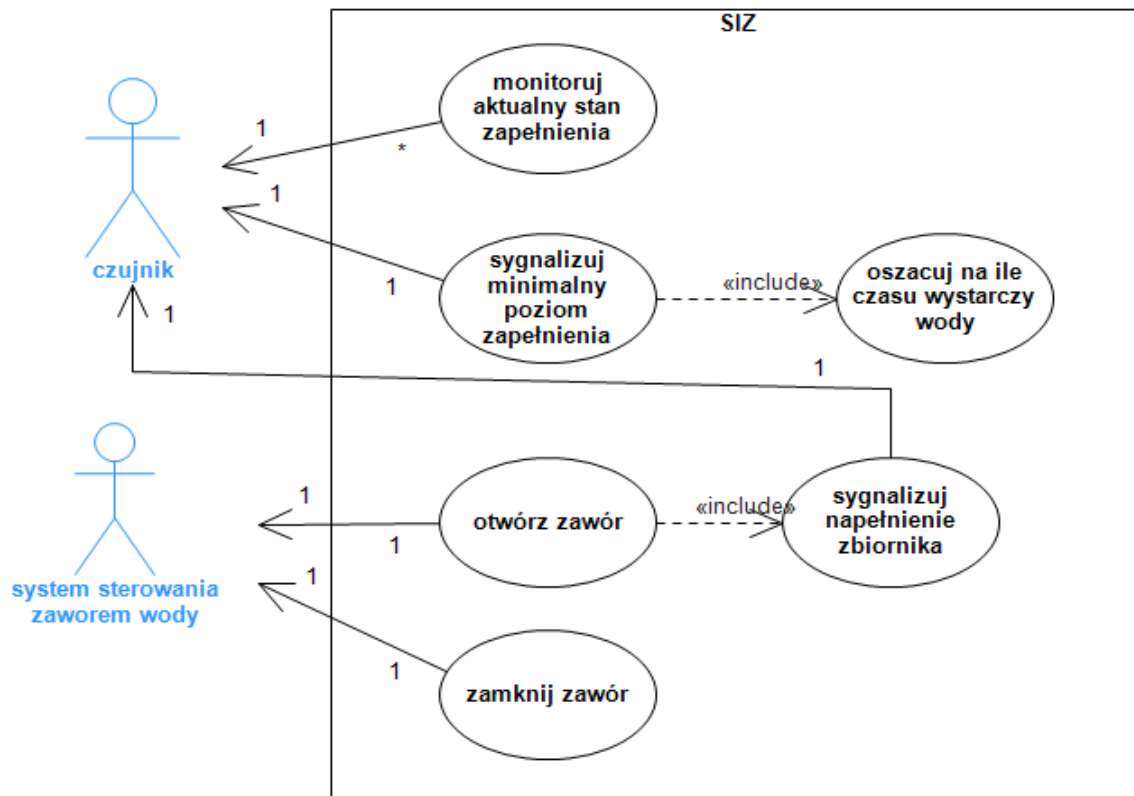 SIZ
monitoruj
aktualny stan
zapełnienia
1
*
1
czujnik
sygnalizuj
minimalny
poziom
zapełnienia
1
«include»
oszacuj na ile
czasu wystarczy
wody
1
1
system sterowania
zaworem wody
1
1
otwórz zawór
«include»
sygnalizuj
napełnienie
zbiornika
1
1
zamknij zawór